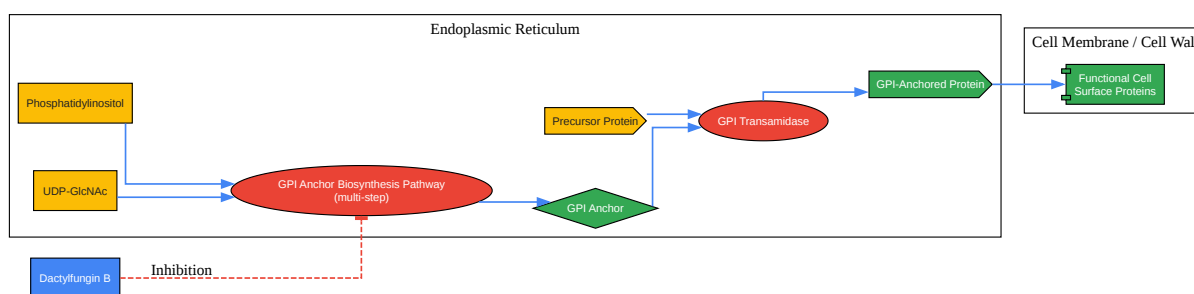 Endoplasmic Reticulum
Cell Membrane / Cell Wal
Phosphatidylinositol
UDP-GlcNAc
GPI Anchor Biosynthesis Pathway
(multi-step)
Precursor Protein
GPI Anchor
GPI Transamidase
GPI-Anchored Protein
Functional Cell
Surface Proteins
Dactylfungin B
Inhibition